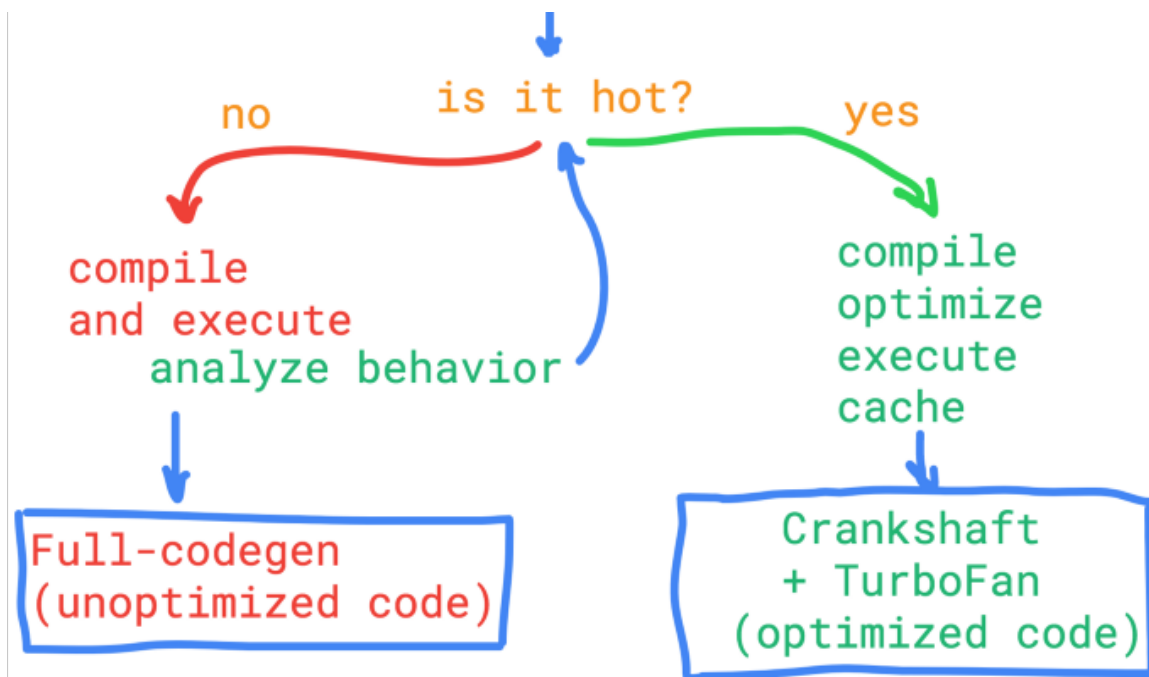 is it hot?
no
yes
compile
and execute
analyze behavior
compile
optimize
execute
cache
Full-codegen
(unoptimized code)
Crankshaft
+ TurboFan
(optimized code)